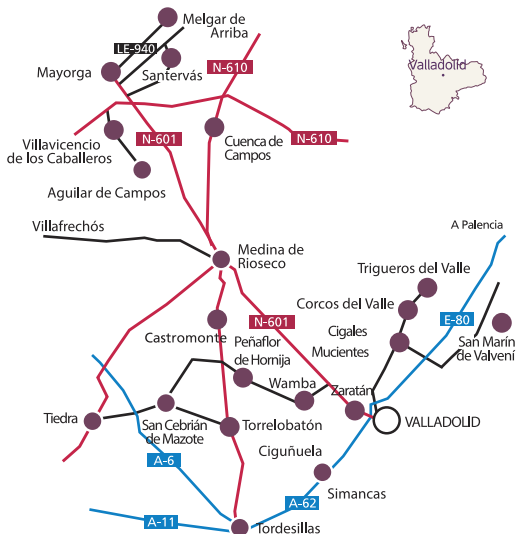 Melgar de
Arriba
LE-940
Mayorga
Santervás
N-610
Valladolid
Villavicencio
de los Caballeros
N-601
Cuenca de
Campos
N-610
Aguilar de Campos
Villafrechós
A Palencia
Medina de
Rioseco
Trigueros del Valle
Corcos del Valle
E-80
N-601
Castromonte
Cigales
San Marín
de Valvení
Peñaflor
de Hornija
Mucientes
Wamba
Zaratán
Tiedra
San Cebrián
de Mazote
Torrelobatón
VALLADOLID
Ciguñuela
A-6
Simancas
A-62
A-11
Tordesillas